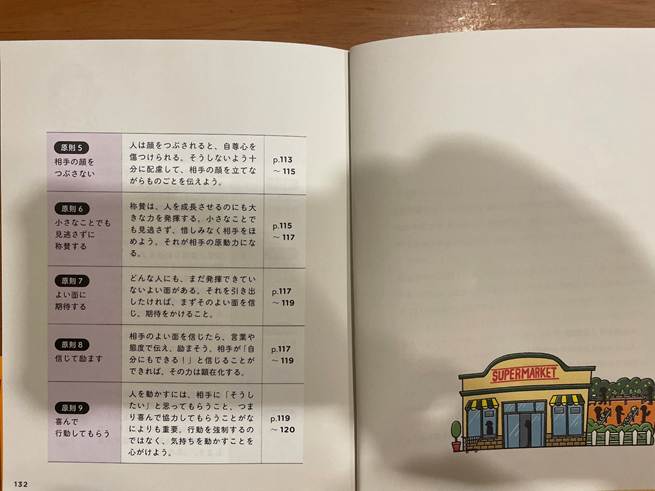 原則5
相手の顔を
つぶさない
人は顔をつぶされると、自尊心を
傷つけられる。そうしないよう十
分に配慮して、相手の顔を立てな
がらものごとを伝えよう。
p.113
〜115
原則6
小さなことでも
見逃さずに
称賛する
称賛は、人を成長させるのにも大
きな力を発揮する。小さなことで
も見逃さず、惜しみなく相手をほ
めよう。それが相手の原動力にな
る。
p.115
〜117
原則7
よい面に
期待する
どんな人にも、まだ発揮できてい
ないよい面がある。それを引き出
したければ、まずそのよい面を信
じ、期待をかけること。
p.117
〜119
原則8
信じて励ます
相手のよい面を信じたら、言葉や
態度で伝え、励まそう。相手が「自
分にもできる!」と信じることが
できれば、その力は顕在化する。
p.117
〜119
原則9
喜んで
行動してもらう
人を動かすには、相手に「そうし
たい」と思ってもらうこと、つま
り喜んで協力してもらうことがな
によりも重要。行動を強制するの
ではなく、気持ちを動かすことを
心がけよう。
p.119
〜120
132
SUPERMARKET